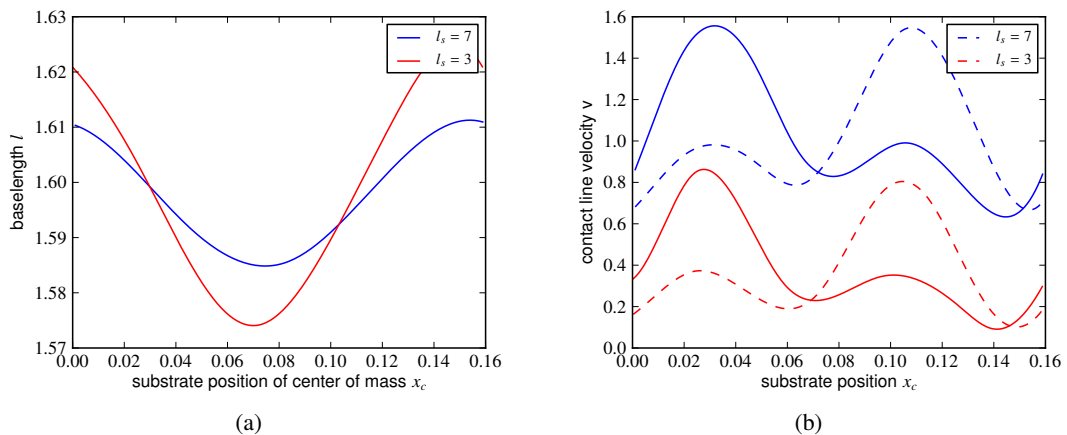 1.63
1.62
1.61
1.60
1.59
1.58
1.57
baselength l
l_s = 7
l_s = 3
0.00 0.02 0.04 0.06 0.08 0.10 0.12 0.14 0.16
substrate position of center of mass x_c
(a)
1.6
1.4
1.2
1.0
0.8
0.6
0.4
0.2
0.0
contact line velocity v
l_s = 7
l_s = 3
0.00 0.02 0.04 0.06 0.08 0.10 0.12 0.14 0.16
substrate position x_c
(b)